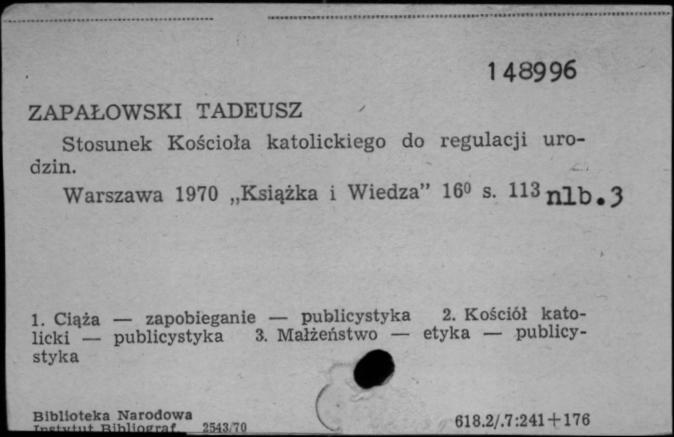 148996
ZAPAŁOWSKI TADEUSZ
Stosunek Kościoła katolickiego do regulacji uro-
dzin.
Warszawa 1970 „Książka i Wiedza” 16⁰ s. 113 nlb.3
1. Ciąża — zapobieganie — publicystyka 2. Kościół kato-
licki — publicystyka 3. Małżeństwo — etyka — publicy-
styka
Biblioteka Narodowa
Instytut Bibliograf. 2543/70
618.2/.7:241+176